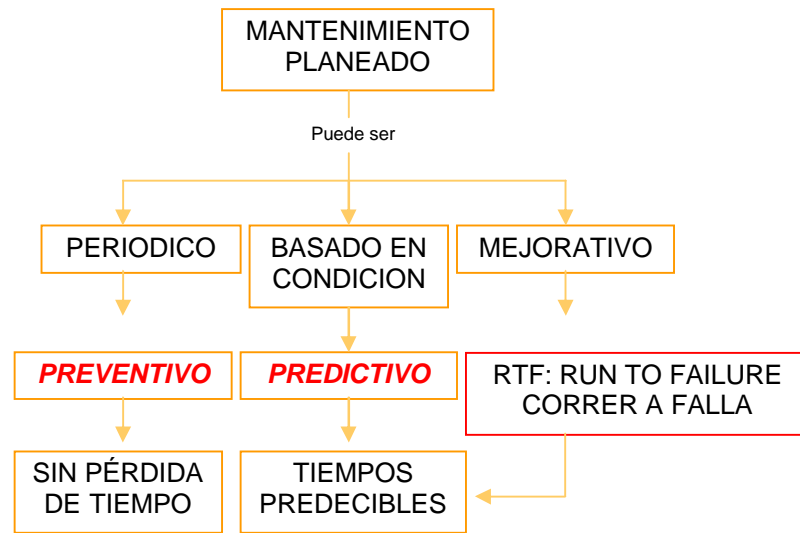 MANTENIMIENTO
PLANEADO
Puede ser
PERIODICO
BASADO EN
CONDICION
MEJORATIVO
PREVENTIVO
PREDICTIVO
RTF: RUN TO FAILURE
CORRER A FALLA
SIN PÉRDIDA
DE TIEMPO
TIEMPOS
PREDECIBLES